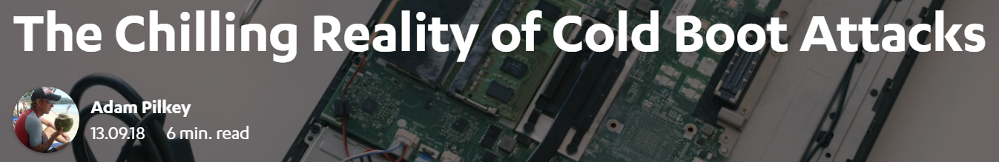 The Chilling Reality of Cold Boot Attacks
Adam Pilkey
13.09.18 6 min. read